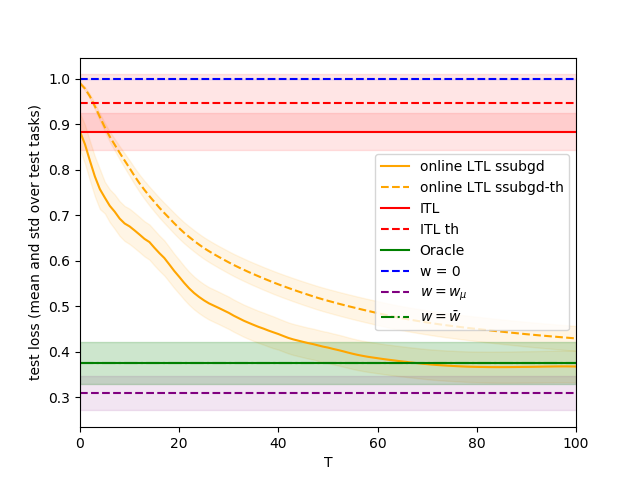 test loss (mean and std over test tasks)
1.0
0.9
0.8
0.7
0.6
0.5
0.4
0.3
online LTL ssubgd
online LTL ssubgd-th
ITL
ITL th
Oracle
w = 0
w = w_μ
w = w̄
0
20
40
60
80
100
T